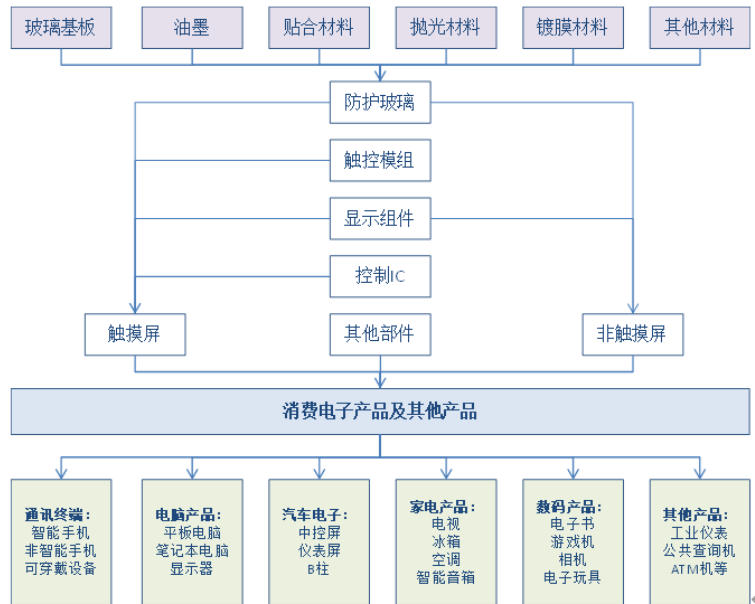 玻璃基板
油墨
贴合材料
抛光材料
镀膜材料
其他材料
防护玻璃
触控模组
显示组件
控制IC
触摸屏
其他部件
非触摸屏
消费电子产品及其他产品
通讯终端：
智能手机
非智能手机
可穿戴设备
电脑产品：
平板电脑
笔记本电脑
显示器
汽车电子：
中控屏
仪表屏
B柱
家电产品：
电视
冰箱
空调
智能音箱
数码产品：
电子书
游戏机
相机
电子玩具
其他产品：
工业仪表
公共查询机
ATM机等